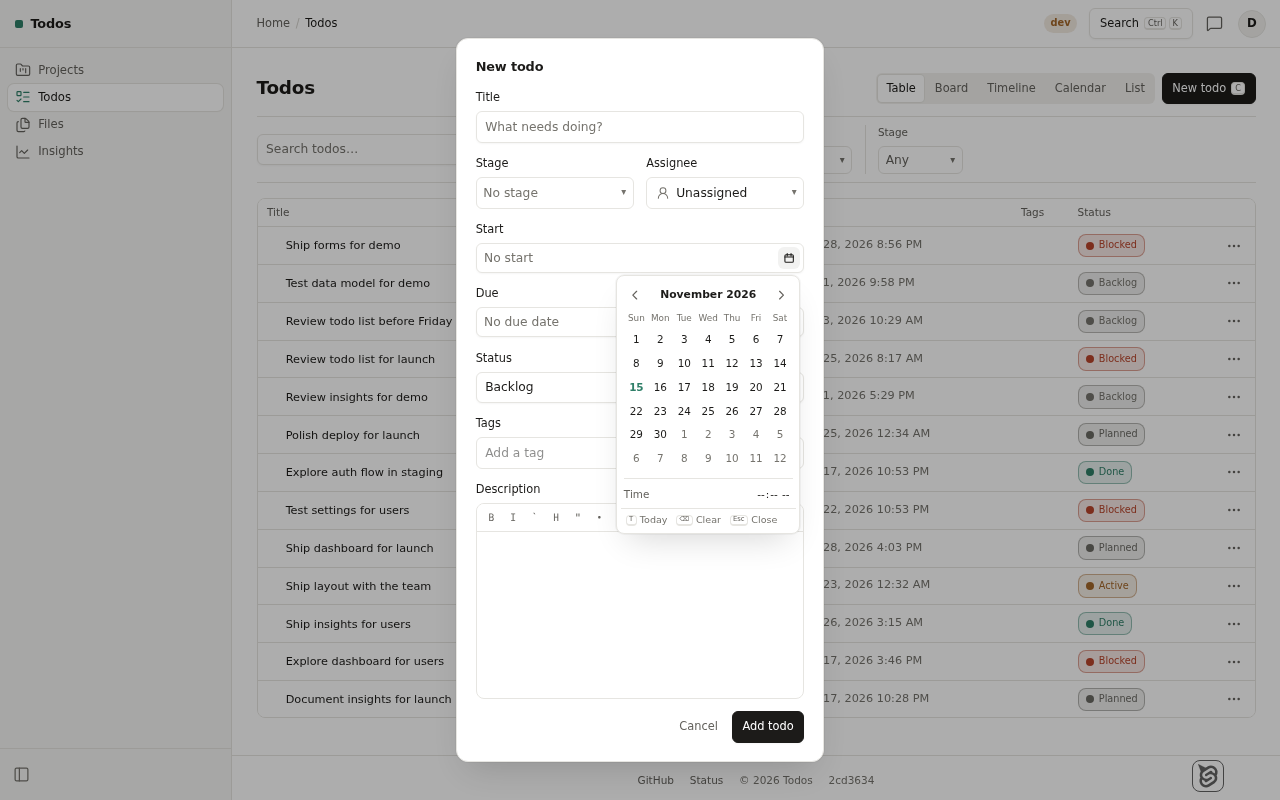 Todos
Home / Todos
dev
Search Ctrl K
D
Projects
Todos
Files
Insights
Todos
Table Board Timeline Calendar List
New todo C
Search todos...
Stage
Any
Title Tags Status
Ship forms for demo 28, 2026 8:56 PM Blocked
Test data model for demo 1, 2026 9:58 PM Backlog
Review todo list before Friday 3, 2026 10:29 AM Backlog
Review todo list for launch 25, 2026 8:17 AM Blocked
Review insights for demo 1, 2026 5:29 PM Backlog
Polish deploy for launch 25, 2026 12:34 AM Planned
Explore auth flow in staging 17, 2026 10:53 PM Done
Test settings for users 22, 2026 10:53 PM Blocked
Ship dashboard for launch 28, 2026 4:03 PM Planned
Ship layout with the team 23, 2026 12:32 AM Active
Ship insights for users 26, 2026 3:15 AM Done
Explore dashboard for users 17, 2026 3:46 PM Blocked
Document insights for launch 17, 2026 10:28 PM Planned
New todo
Title
What needs doing?
Stage Assignee
No stage Unassigned
Start
No start
Due
No due date
Status
Backlog
Tags
Add a tag
Description
B I ` H " •
November 2026
Sun Mon Tue Wed Thu Fri Sat
1 2 3 4 5 6 7
8 9 10 11 12 13 14
15 16 17 18 19 20 21
22 23 24 25 26 27 28
29 30 1 2 3 4 5
6 7 8 9 10 11 12
Time --:-- --
T Today ⌫ Clear Esc Close
Cancel Add todo
GitHub Status © 2026 Todos 2cd3634